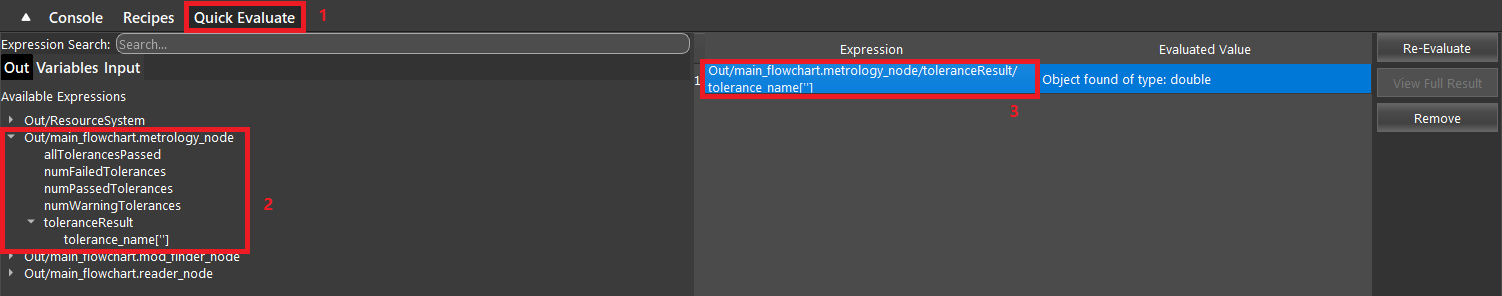 ▲ Console Recipes Quick Evaluate 1
Expression Search: Search...
Out Variables Input
Available Expressions
Out/ResourceSystem
Out/main_flowchart.metrology_node
allTolerancesPassed
numFailedTolerances
numPassedTolerances
numWarningTolerances
2
toleranceResult
tolerance_name['']
Out/main_flowchart.mod_finder_node
Out/main_flowchart.reader_node
Expression Evaluated Value
1 Out/main_flowchart.metrology_node/toleranceResult/
tolerance_name['']
Object found of type: double
3
Re-Evaluate
View Full Result
Remove